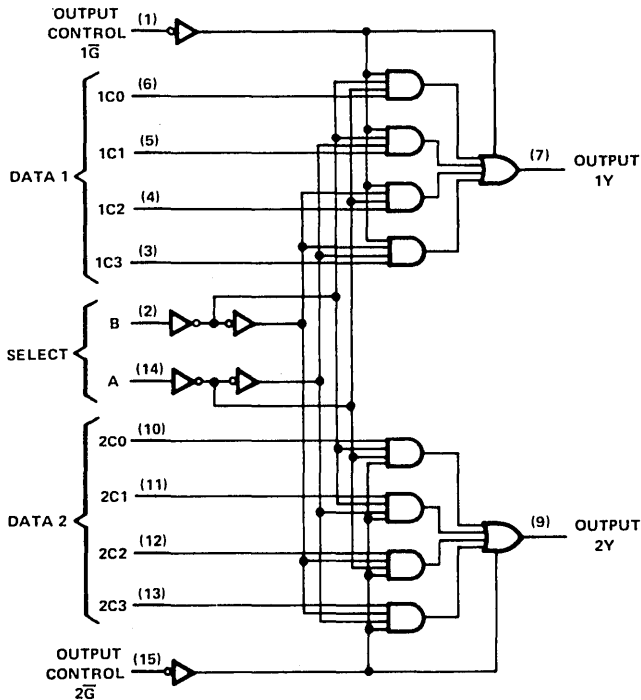 OUTPUT
CONTROL (1)
1G̅
1C0 (6)
1C1 (5)
DATA 1
1C2 (4)
1C3 (3)
(7) OUTPUT
1Y
B (2)
SELECT
A (14)
2C0 (10)
2C1 (11)
DATA 2
2C2 (12)
2C3 (13)
(9) OUTPUT
2Y
OUTPUT
CONTROL (15)
2G̅